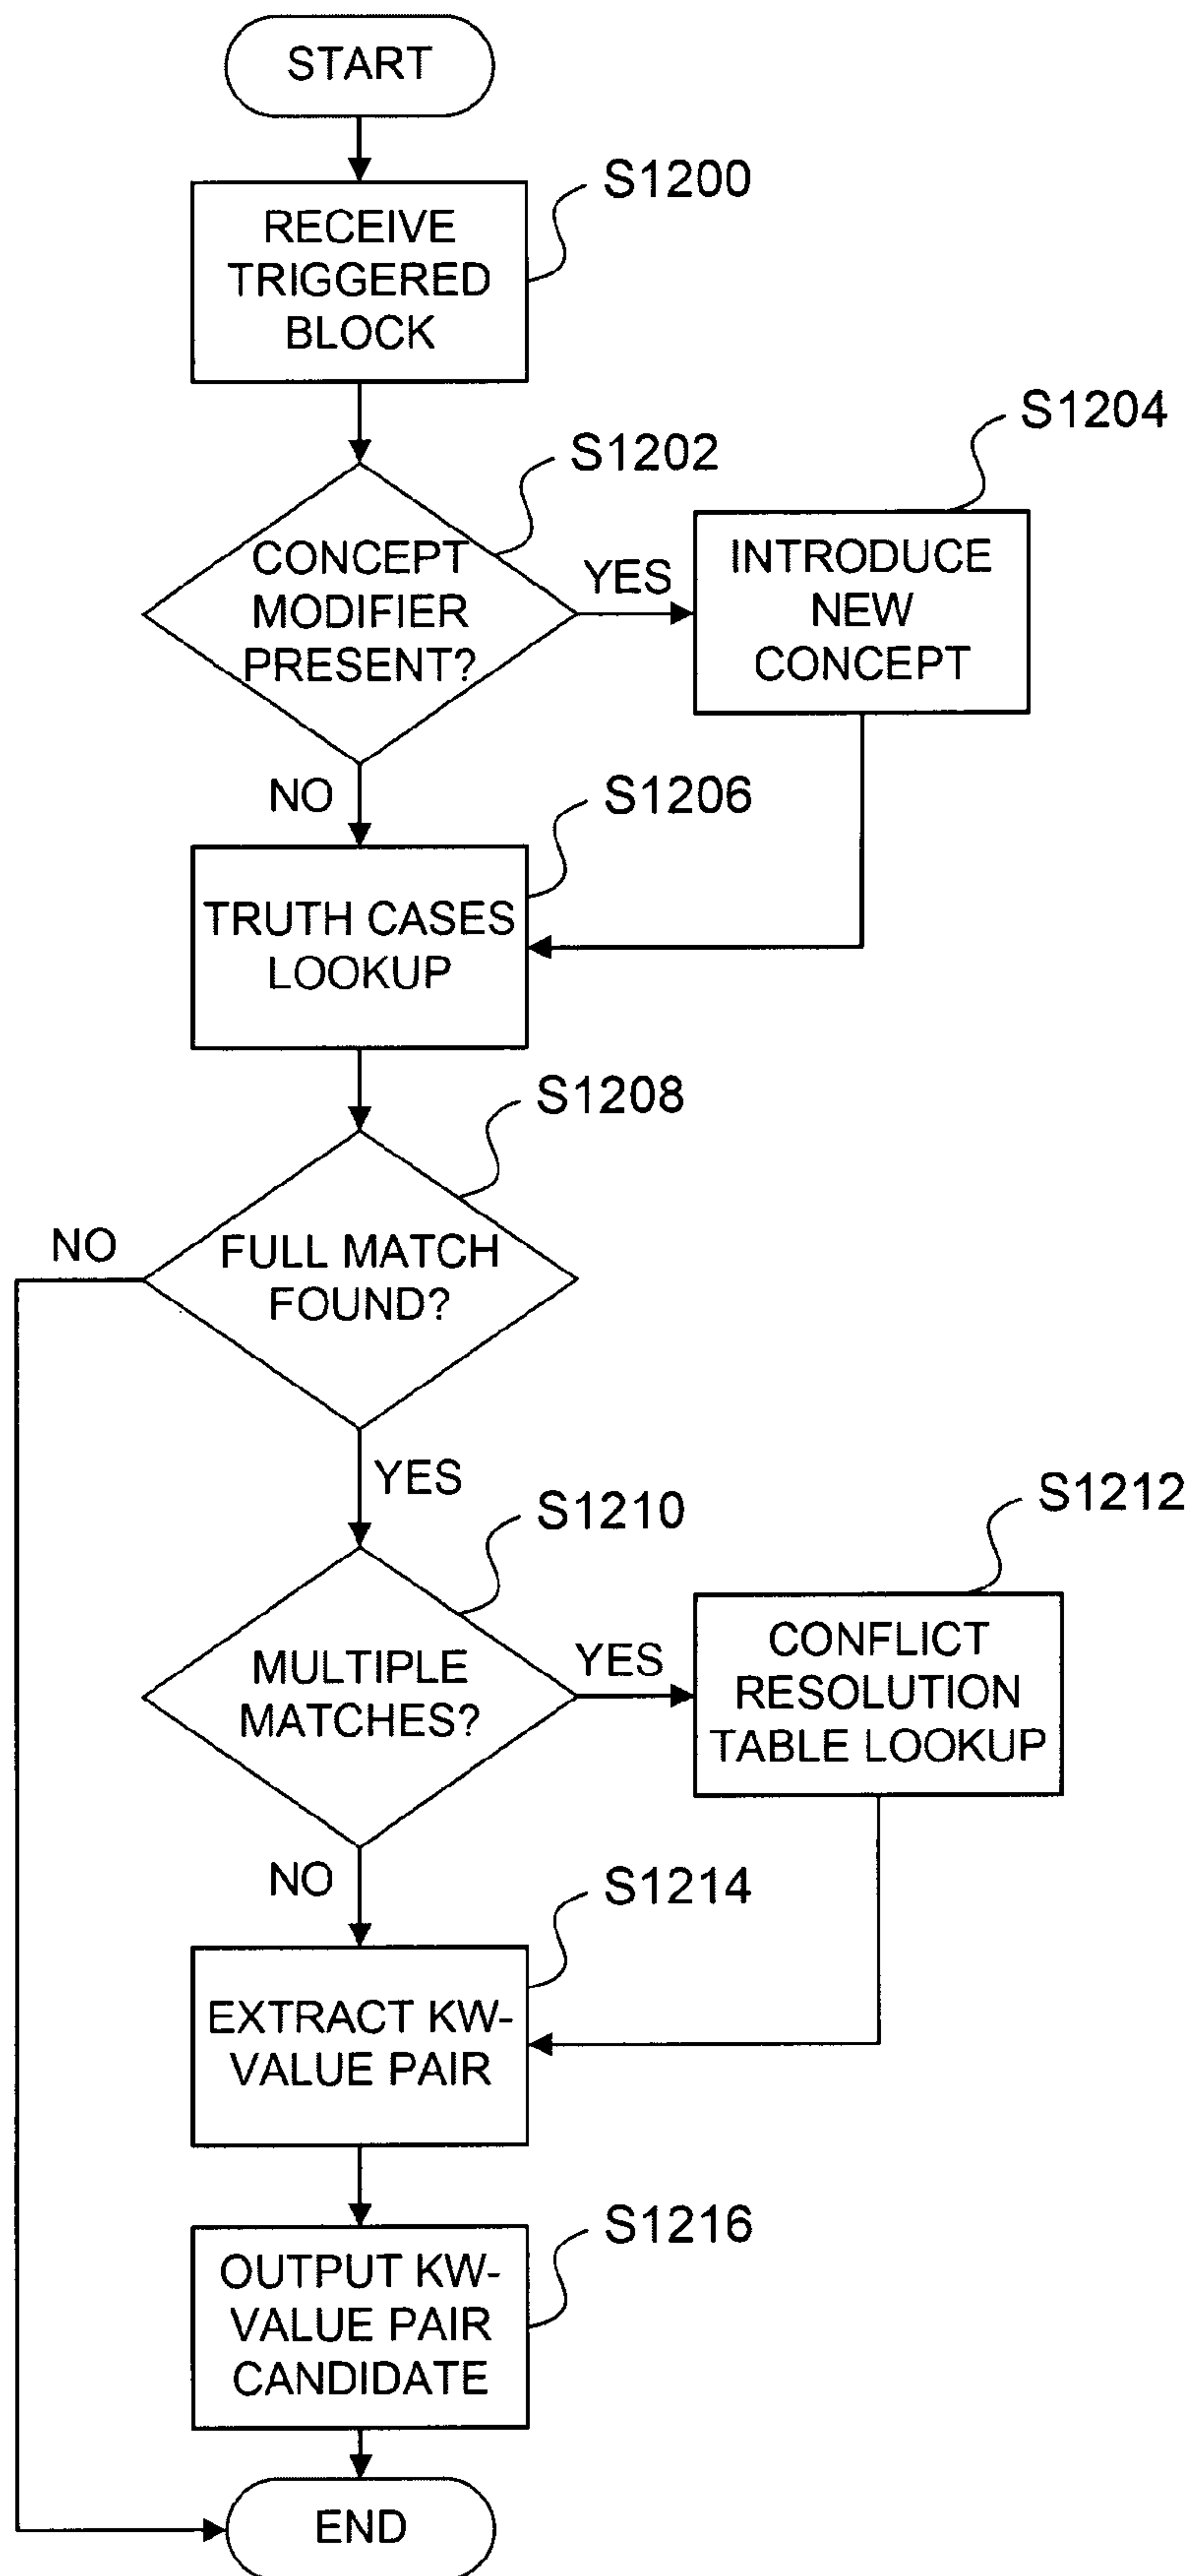 START
S1200
RECEIVE
TRIGGERED
BLOCK
S1204
S1202
CONCEPT
MODIFIER
PRESENT?
YES
INTRODUCE
NEW
CONCEPT
NO
S1206
TRUTH CASES
LOOKUP
S1208
NO
FULL MATCH
FOUND?
YES
S1210
S1212
MULTIPLE
MATCHES?
YES
CONFLICT
RESOLUTION
TABLE LOOKUP
NO
S1214
EXTRACT KW-
VALUE PAIR
S1216
OUTPUT KW-
VALUE PAIR
CANDIDATE
END